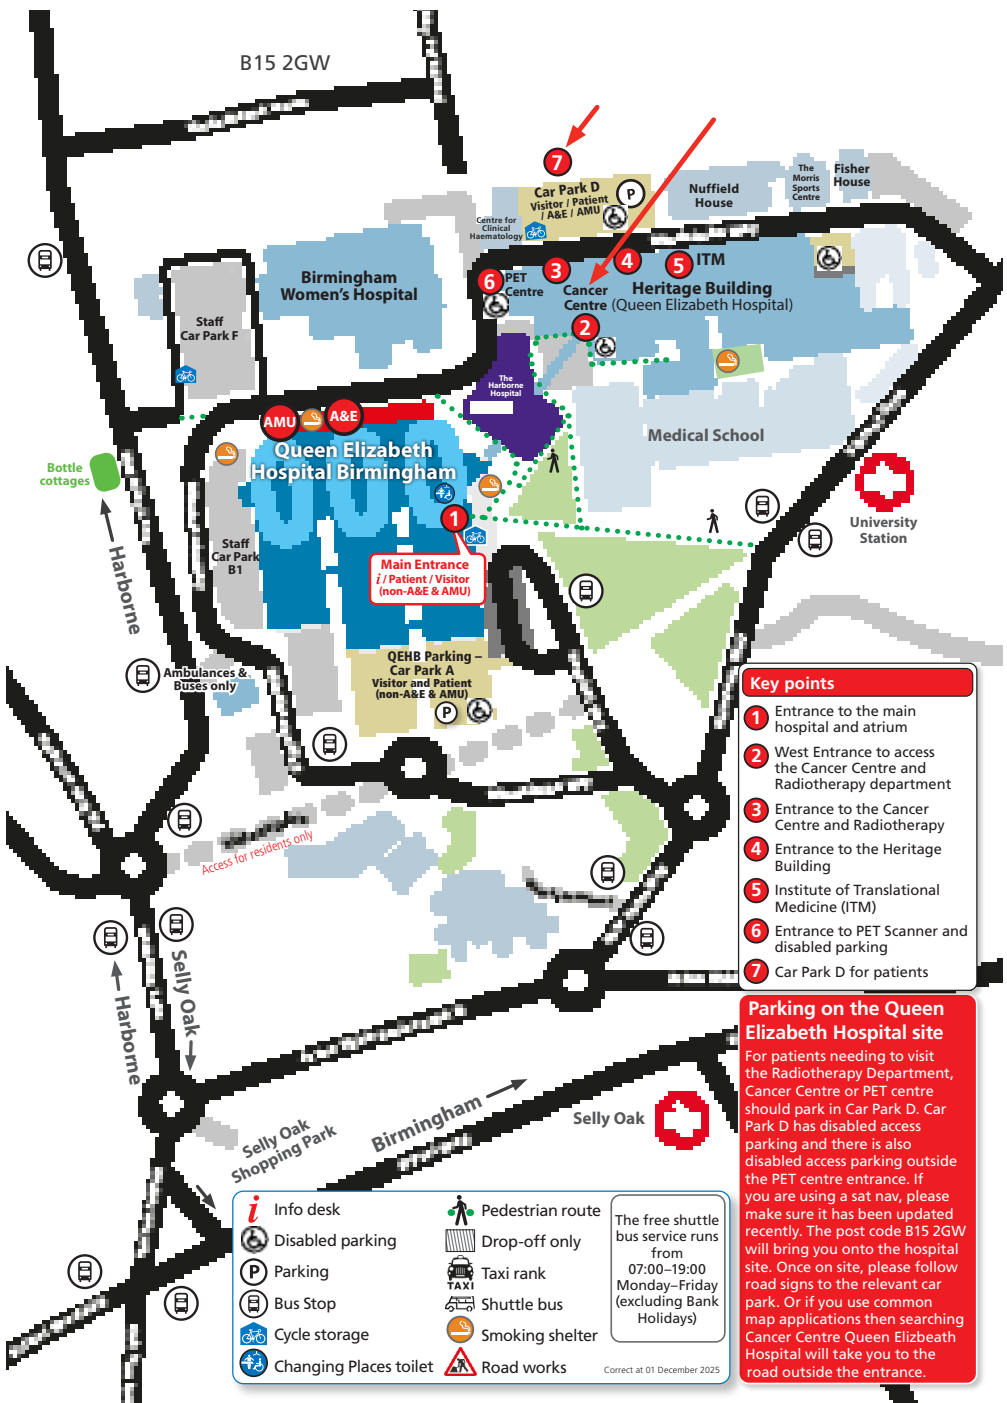 B15 2GW
7
Car Park D
Visitor / Patient
/ A&E / AMU
P
Nuffield
House
The
Morris
Sports
Centre
Fisher
House
Centre for
Clinical
Haematology
Birmingham
Women's Hospital
6
PET
Centre
3
Cancer
Centre
4
5
ITM
Heritage Building
(Queen Elizabeth Hospital)
2
Staff
Car Park F
The
Harborne
Hospital
AMU
A&E
Queen Elizabeth
Hospital Birmingham
Medical School
Bottle
cottages
Harborne
University
Station
1
Staff
Car Park
B1
Main Entrance
i / Patient / Visitor
(non-A&E & AMU)
Ambulances &
Buses only
QEHB Parking –
Car Park A
Visitor and Patient
(non-A&E & AMU)
P
Access for residents only
Selly Oak
Harborne
Selly Oak
Shopping Park
Birmingham
Selly Oak
Key points
1 Entrance to the main
hospital and atrium
2 West Entrance to access
the Cancer Centre and
Radiotherapy department
3 Entrance to the Cancer
Centre and Radiotherapy
4 Entrance to the Heritage
Building
5 Institute of Translational
Medicine (ITM)
6 Entrance to PET Scanner and
disabled parking
7 Car Park D for patients
Parking on the Queen
Elizabeth Hospital site
For patients needing to visit
the Radiotherapy Department,
Cancer Centre or PET centre
should park in Car Park D. Car
Park D has disabled access
parking and there is also
disabled access parking outside
the PET centre entrance. If
you are using a sat nav, please
make sure it has been updated
recently. The post code B15 2GW
will bring you onto the hospital
site. Once on site, please follow
road signs to the relevant car
park. Or if you use common
map applications then searching
Cancer Centre Queen Elizbeath
Hospital will take you to the
road outside the entrance.
i Info desk
Disabled parking
P Parking
Bus Stop
Cycle storage
Changing Places toilet
Pedestrian route
Drop-off only
TAXI Taxi rank
Shuttle bus
Smoking shelter
Road works
The free shuttle
bus service runs
from
07:00–19:00
Monday–Friday
(excluding Bank
Holidays)
Correct at 01 December 2025